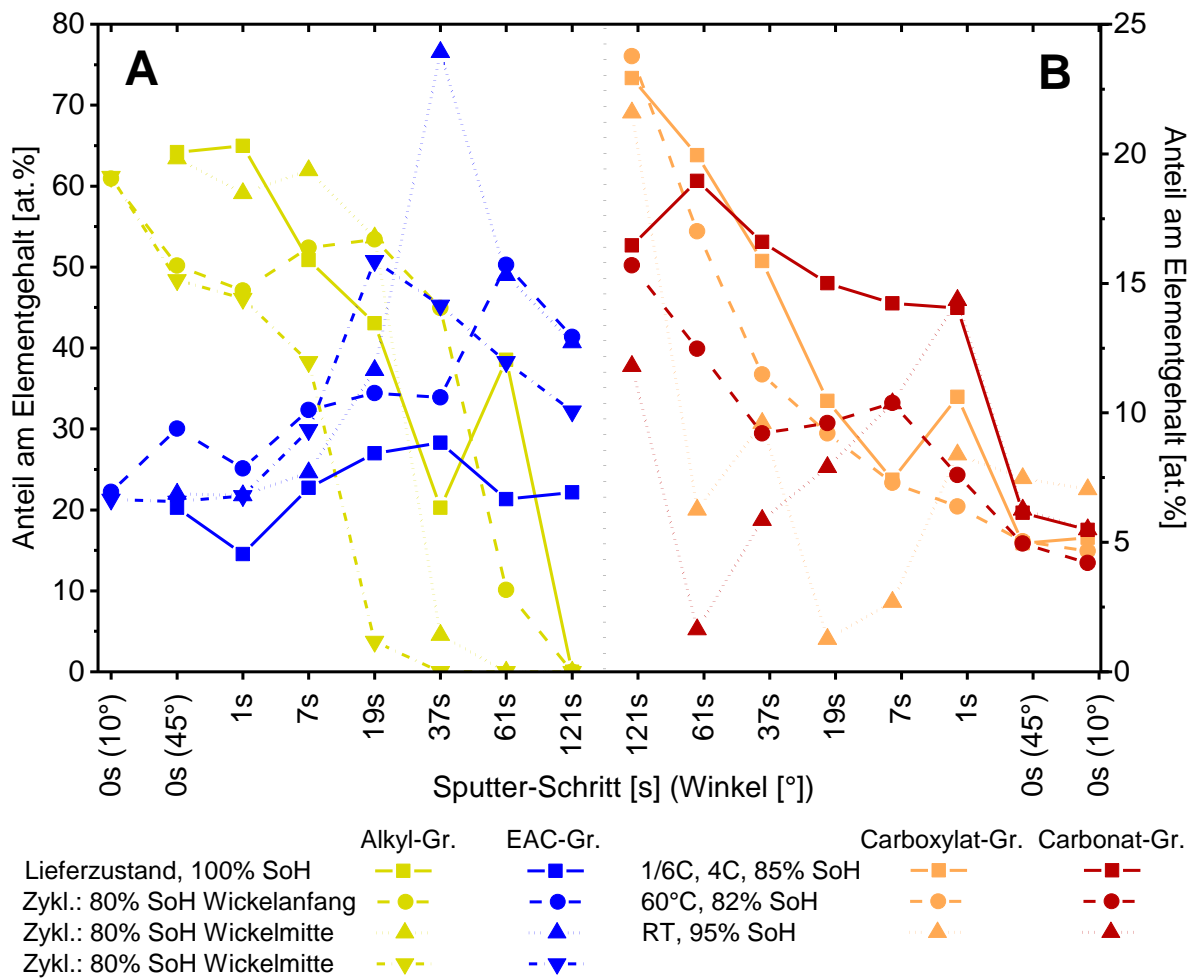 A
B
Anteil am Elementgehalt [at.%]
80
70
60
50
40
30
20
10
0
25
20
15
10
5
0
Anteil am Elementgehalt [at.%]
0s (10°)
0s (45°)
1s
7s
19s
37s
61s
121s
121s
61s
37s
19s
7s
1s
0s (45°)
0s (10°)
Sputter-Schritt [s] (Winkel [°])
Alkyl-Gr. EAC-Gr. Carboxylat-Gr. Carbonat-Gr.
Lieferzustand, 100% SoH 1/6C, 4C, 85% SoH
Zykl.: 80% SoH Wickelanfang 60°C, 82% SoH
Zykl.: 80% SoH Wickelmitte RT, 95% SoH
Zykl.: 80% SoH Wickelmitte